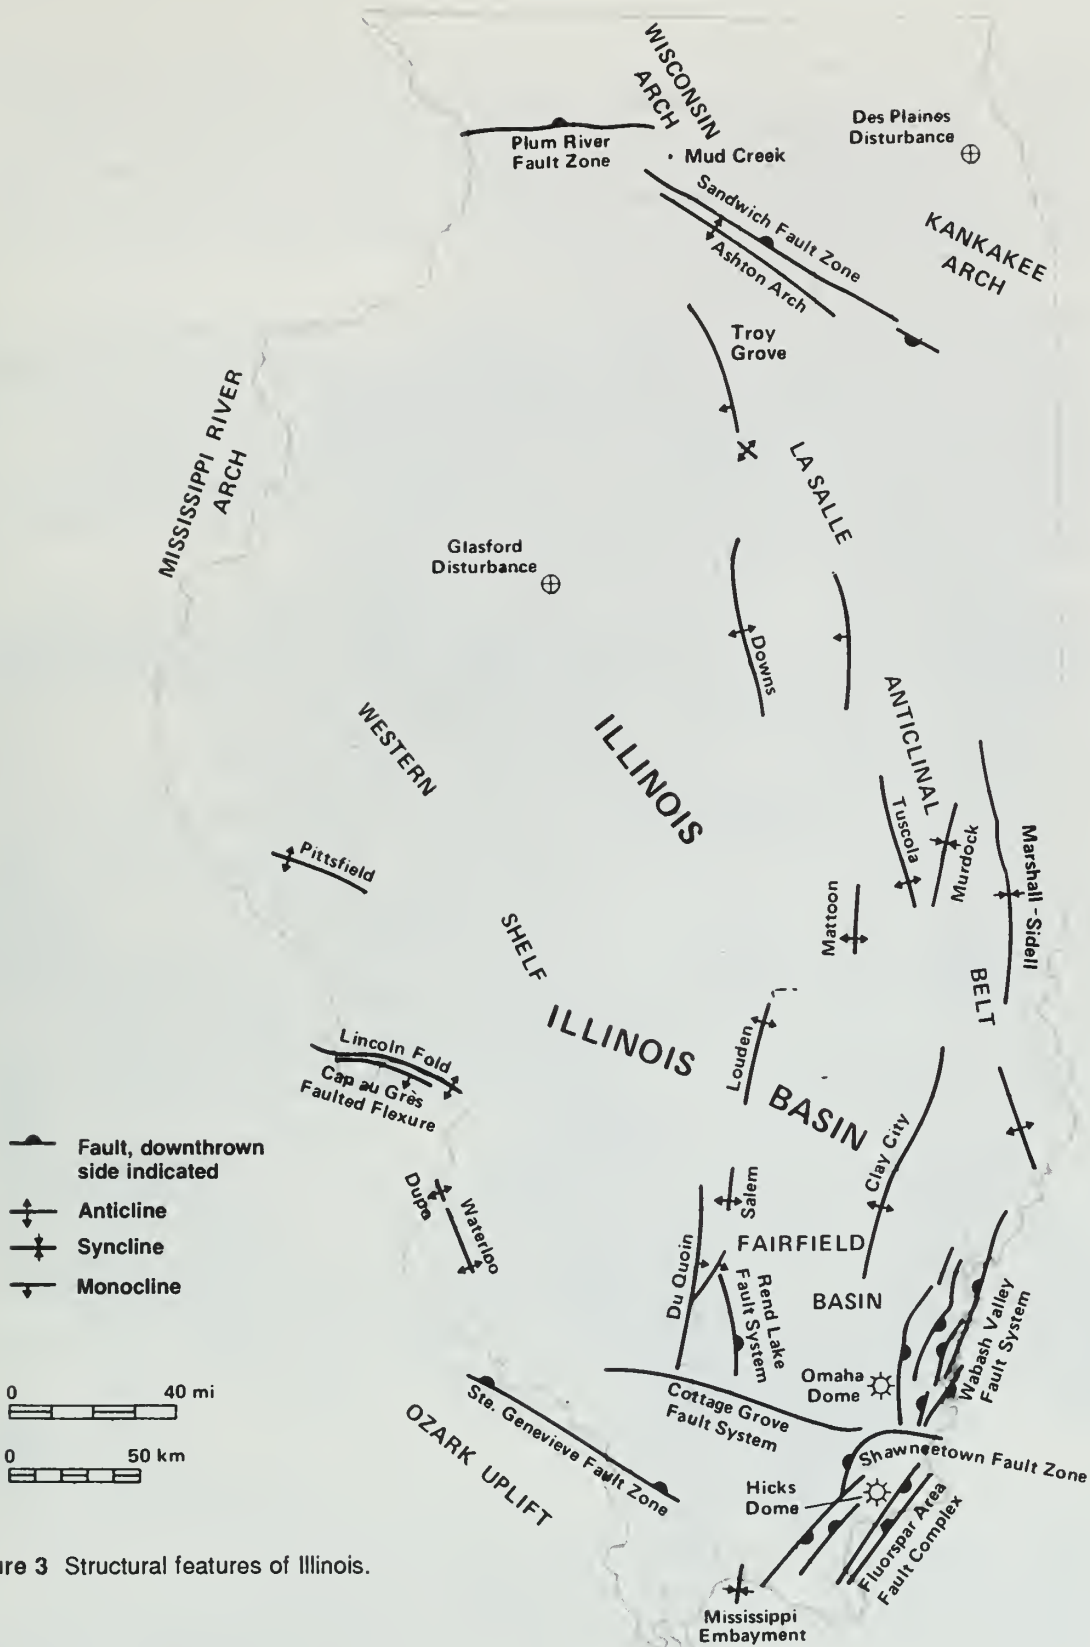 WISCONSIN
ARCH
Des Plaines
Disturbance
Plum River
Fault Zone
Mud Creek
Sandwich Fault Zone
Ashton Arch
KANKAKEE
ARCH
Troy
Grove
MISSISSIPPI RIVER
ARCH
LA SALLE
Glasford
Disturbance
Downs
ANTICLINAL
WESTERN
ILLINOIS
Tuscola
Murdock
Marshall - Sidell
Pittsfield
Mattoon
SHELF
BELT
ILLINOIS
Louden
BASIN
Lincoln Fold
Cap au Grès
Faulted Flexure
Clay City
Fault, downthrown
side indicated
Anticline
Syncline
Monocline
Dupo
Waterloo
Salem
Du Quoin
FAIRFIELD
BASIN
Rend Lake
Fault System
Wabash Valley
Fault System
Omaha
Dome
0 40 mi
0 50 km
Cottage Grove
Fault System
Ste. Genevieve Fault Zone
OZARK UPLIFT
Shawneetown Fault Zone
Hicks
Dome
Fluorspar Area
Fault Complex
Mississippi
Embayment
ure 3 Structural features of Illinois.